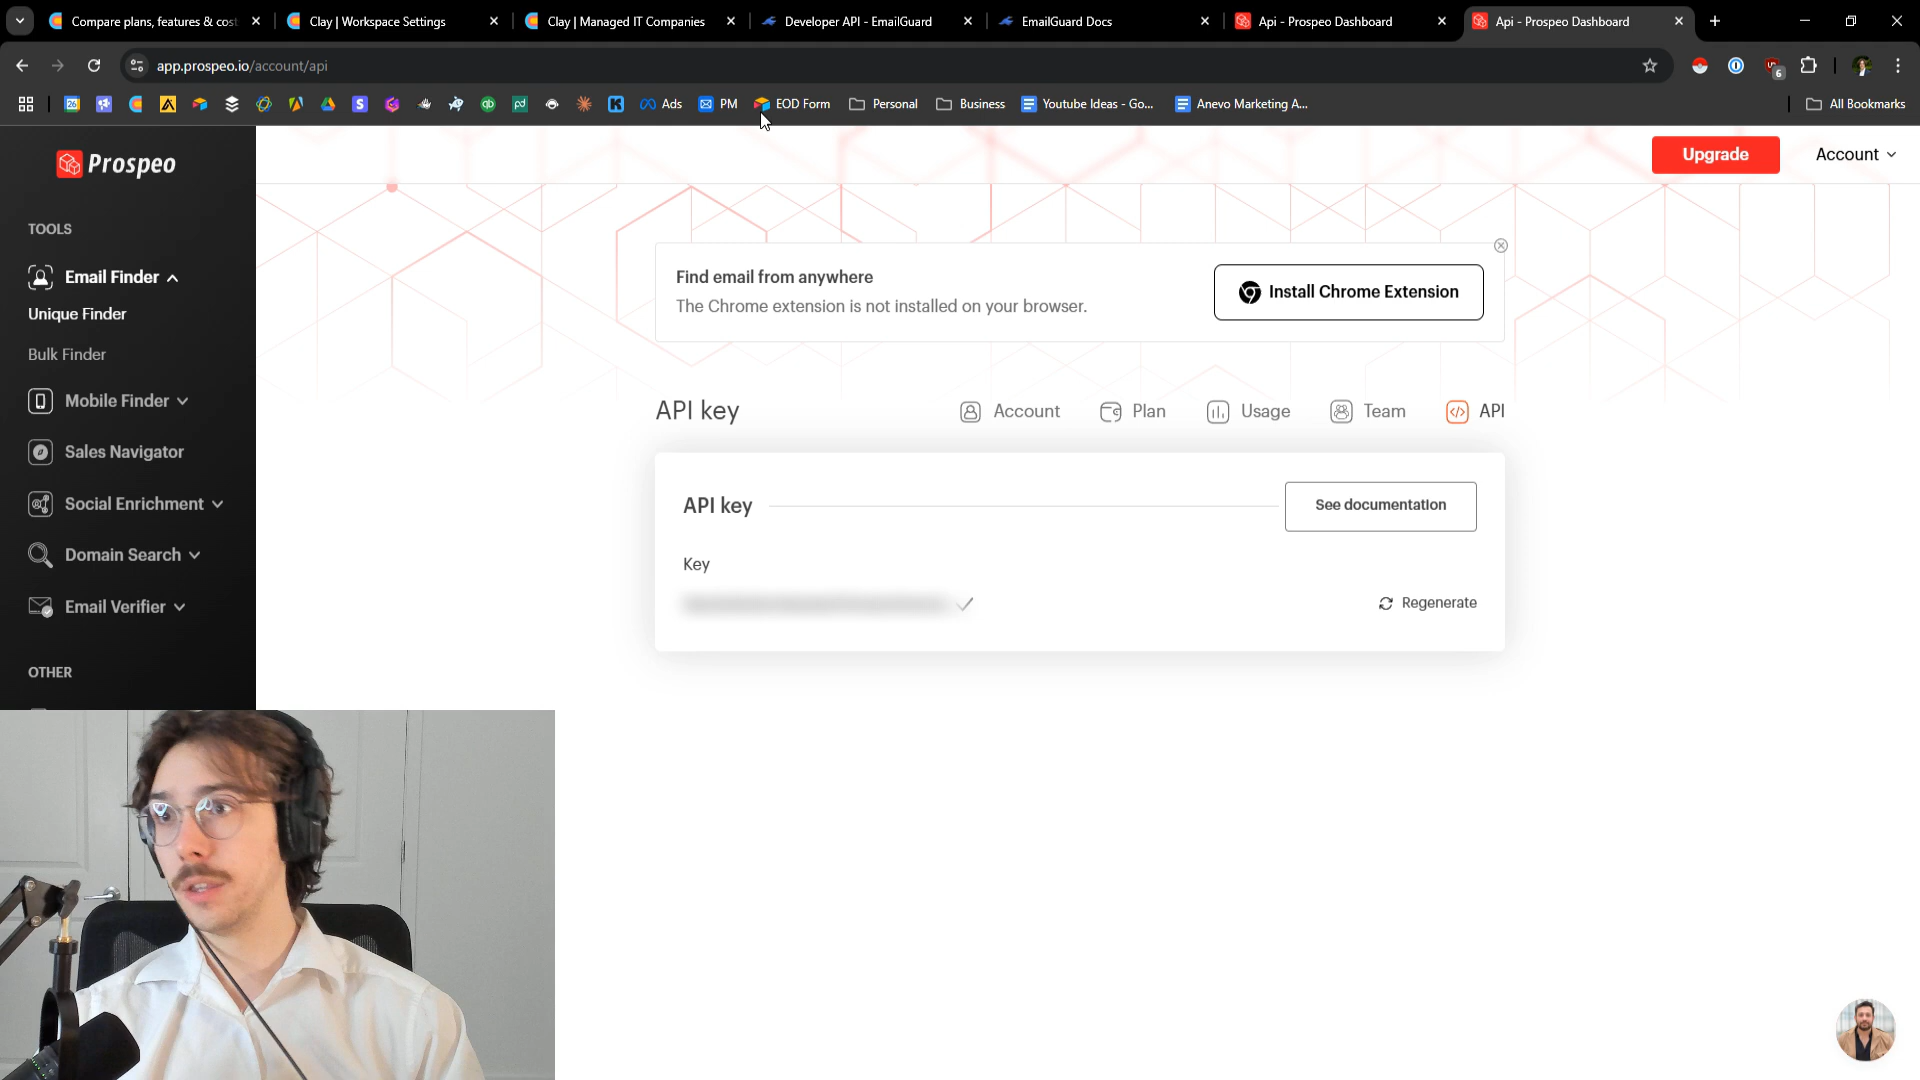 Compare plans, features & cost
Clay | Workspace Settings
Clay | Managed IT Companies
Developer API - EmailGuard
EmailGuard Docs
Api - Prospeo Dashboard
Api - Prospeo Dashboard
app.prospeo.io/account/api
6
26
Ads
PM
EOD Form
Personal
Business
Youtube Ideas - Go...
Anevo Marketing A...
All Bookmarks
Prospeo
Upgrade
Account
TOOLS
Email Finder
Unique Finder
Bulk Finder
Mobile Finder
Sales Navigator
Social Enrichment
Domain Search
Email Verifier
OTHER
Find email from anywhere
The Chrome extension is not installed on your browser.
Install Chrome Extension
API key
Account
Plan
Usage
Team
API
API key
See documentation
Key
Regenerate